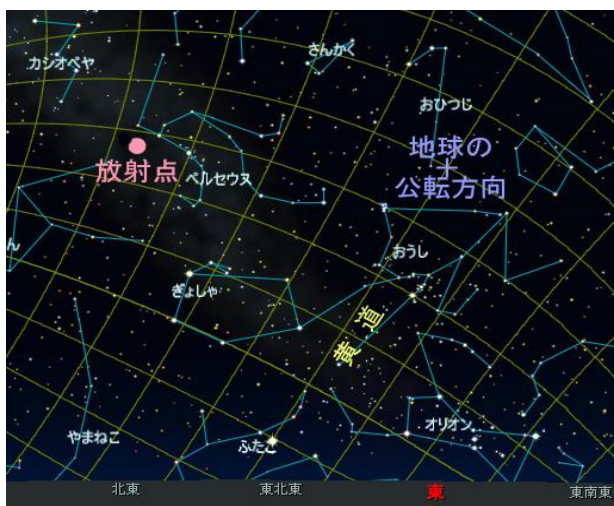 さんかく
カシオペヤ
おひつじ
地球の
公転方向
放射点
ペルセウス
おうし
ん
ぎょしゃ
黄道
オリオン
やまねこ
ふたご
北東
東北東
東
東南東